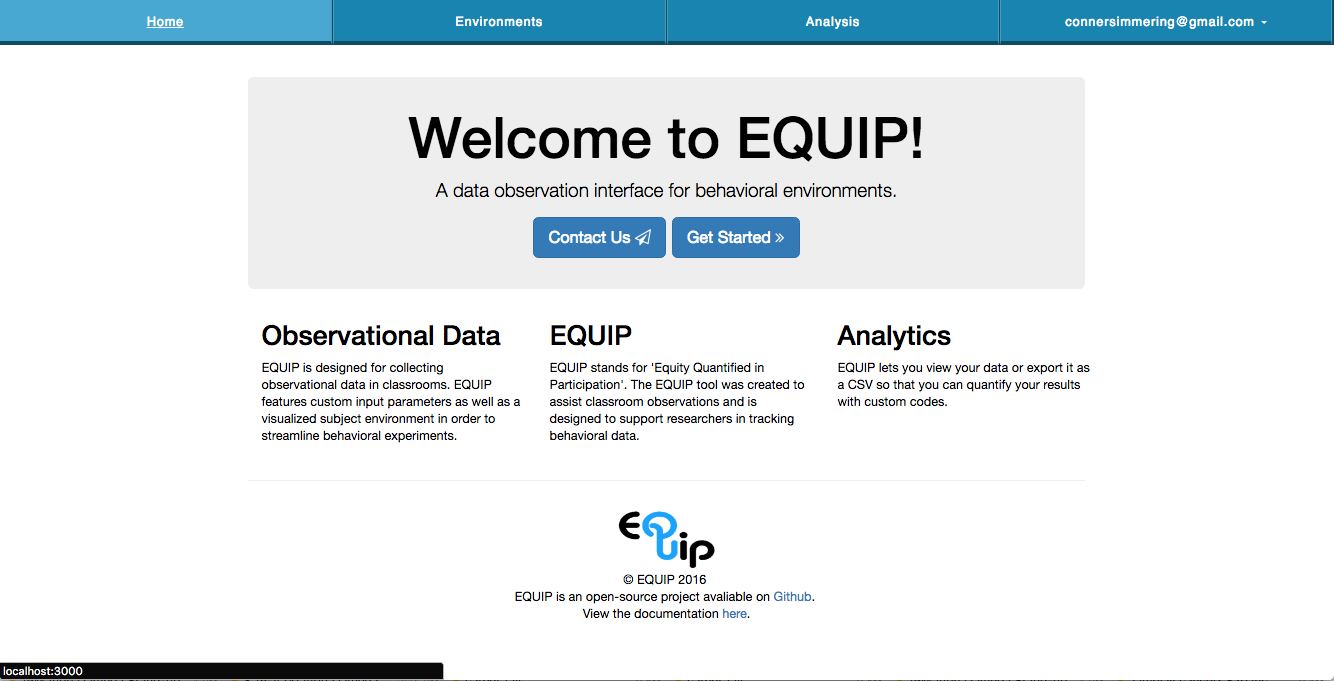 Home
Environments
Analysis
connersimmering@gmail.com
Welcome to EQUIP!
A data observation interface for behavioral environments.
Contact Us
Get Started »
Observational Data
EQUIP is designed for collecting
observational data in classrooms. EQUIP
features custom input parameters as well as a
visualized subject environment in order to
streamline behavioral experiments.
EQUIP
EQUIP stands for 'Equity Quantified in
Participation'. The EQUIP tool was created to
assist classroom observations and is
designed to support researchers in tracking
behavioral data.
Analytics
EQUIP lets you view your data or export it as
a CSV so that you can quantify your results
with custom codes.
EQUip
© EQUIP 2016
EQUIP is an open-source project avaliable on Github.
View the documentation here.
localhost:3000